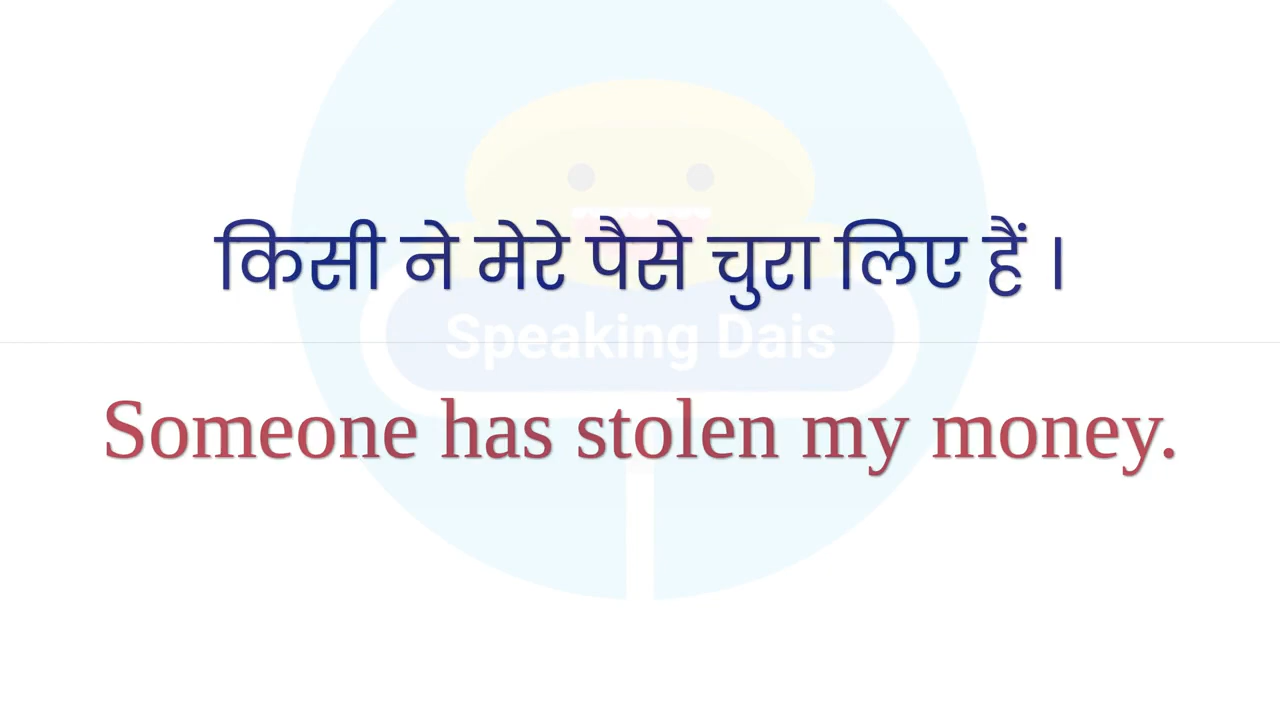 किसी ने मेरे पैसे चुरा लिए हैं ।
Speaking Dais
Someone has stolen my money.